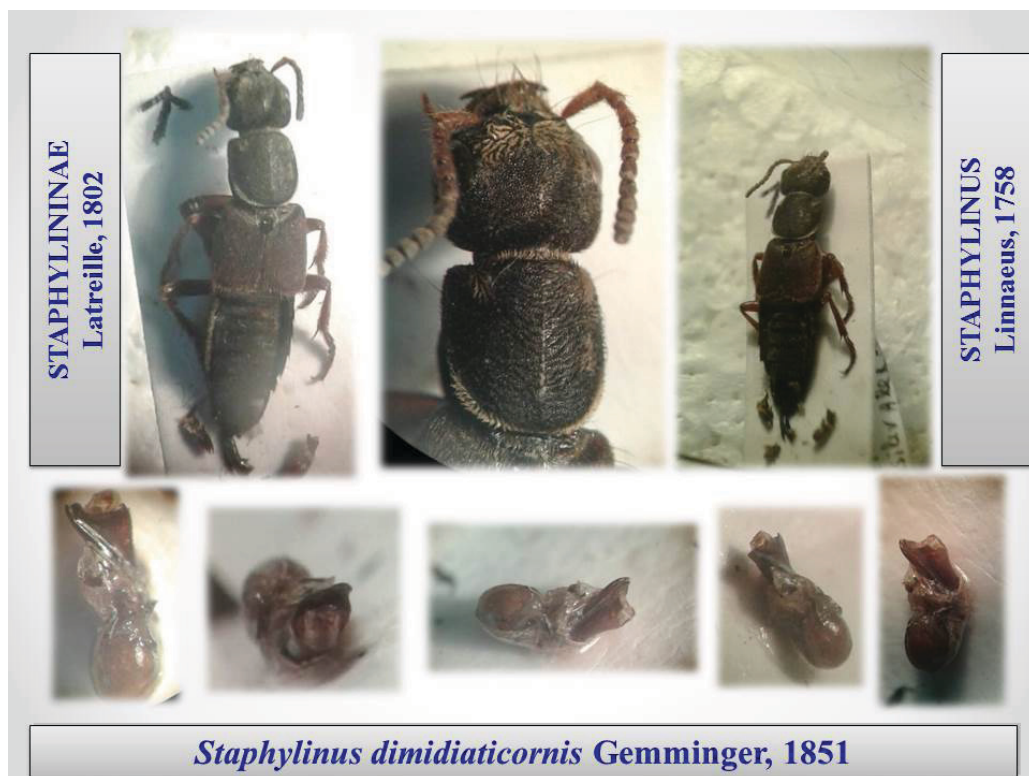 STAPHYLININAE
Latreille, 1802
STAPHYLINUS
Linnaeus, 1758
Staphylinus dimidiaticornis Gemminger, 1851